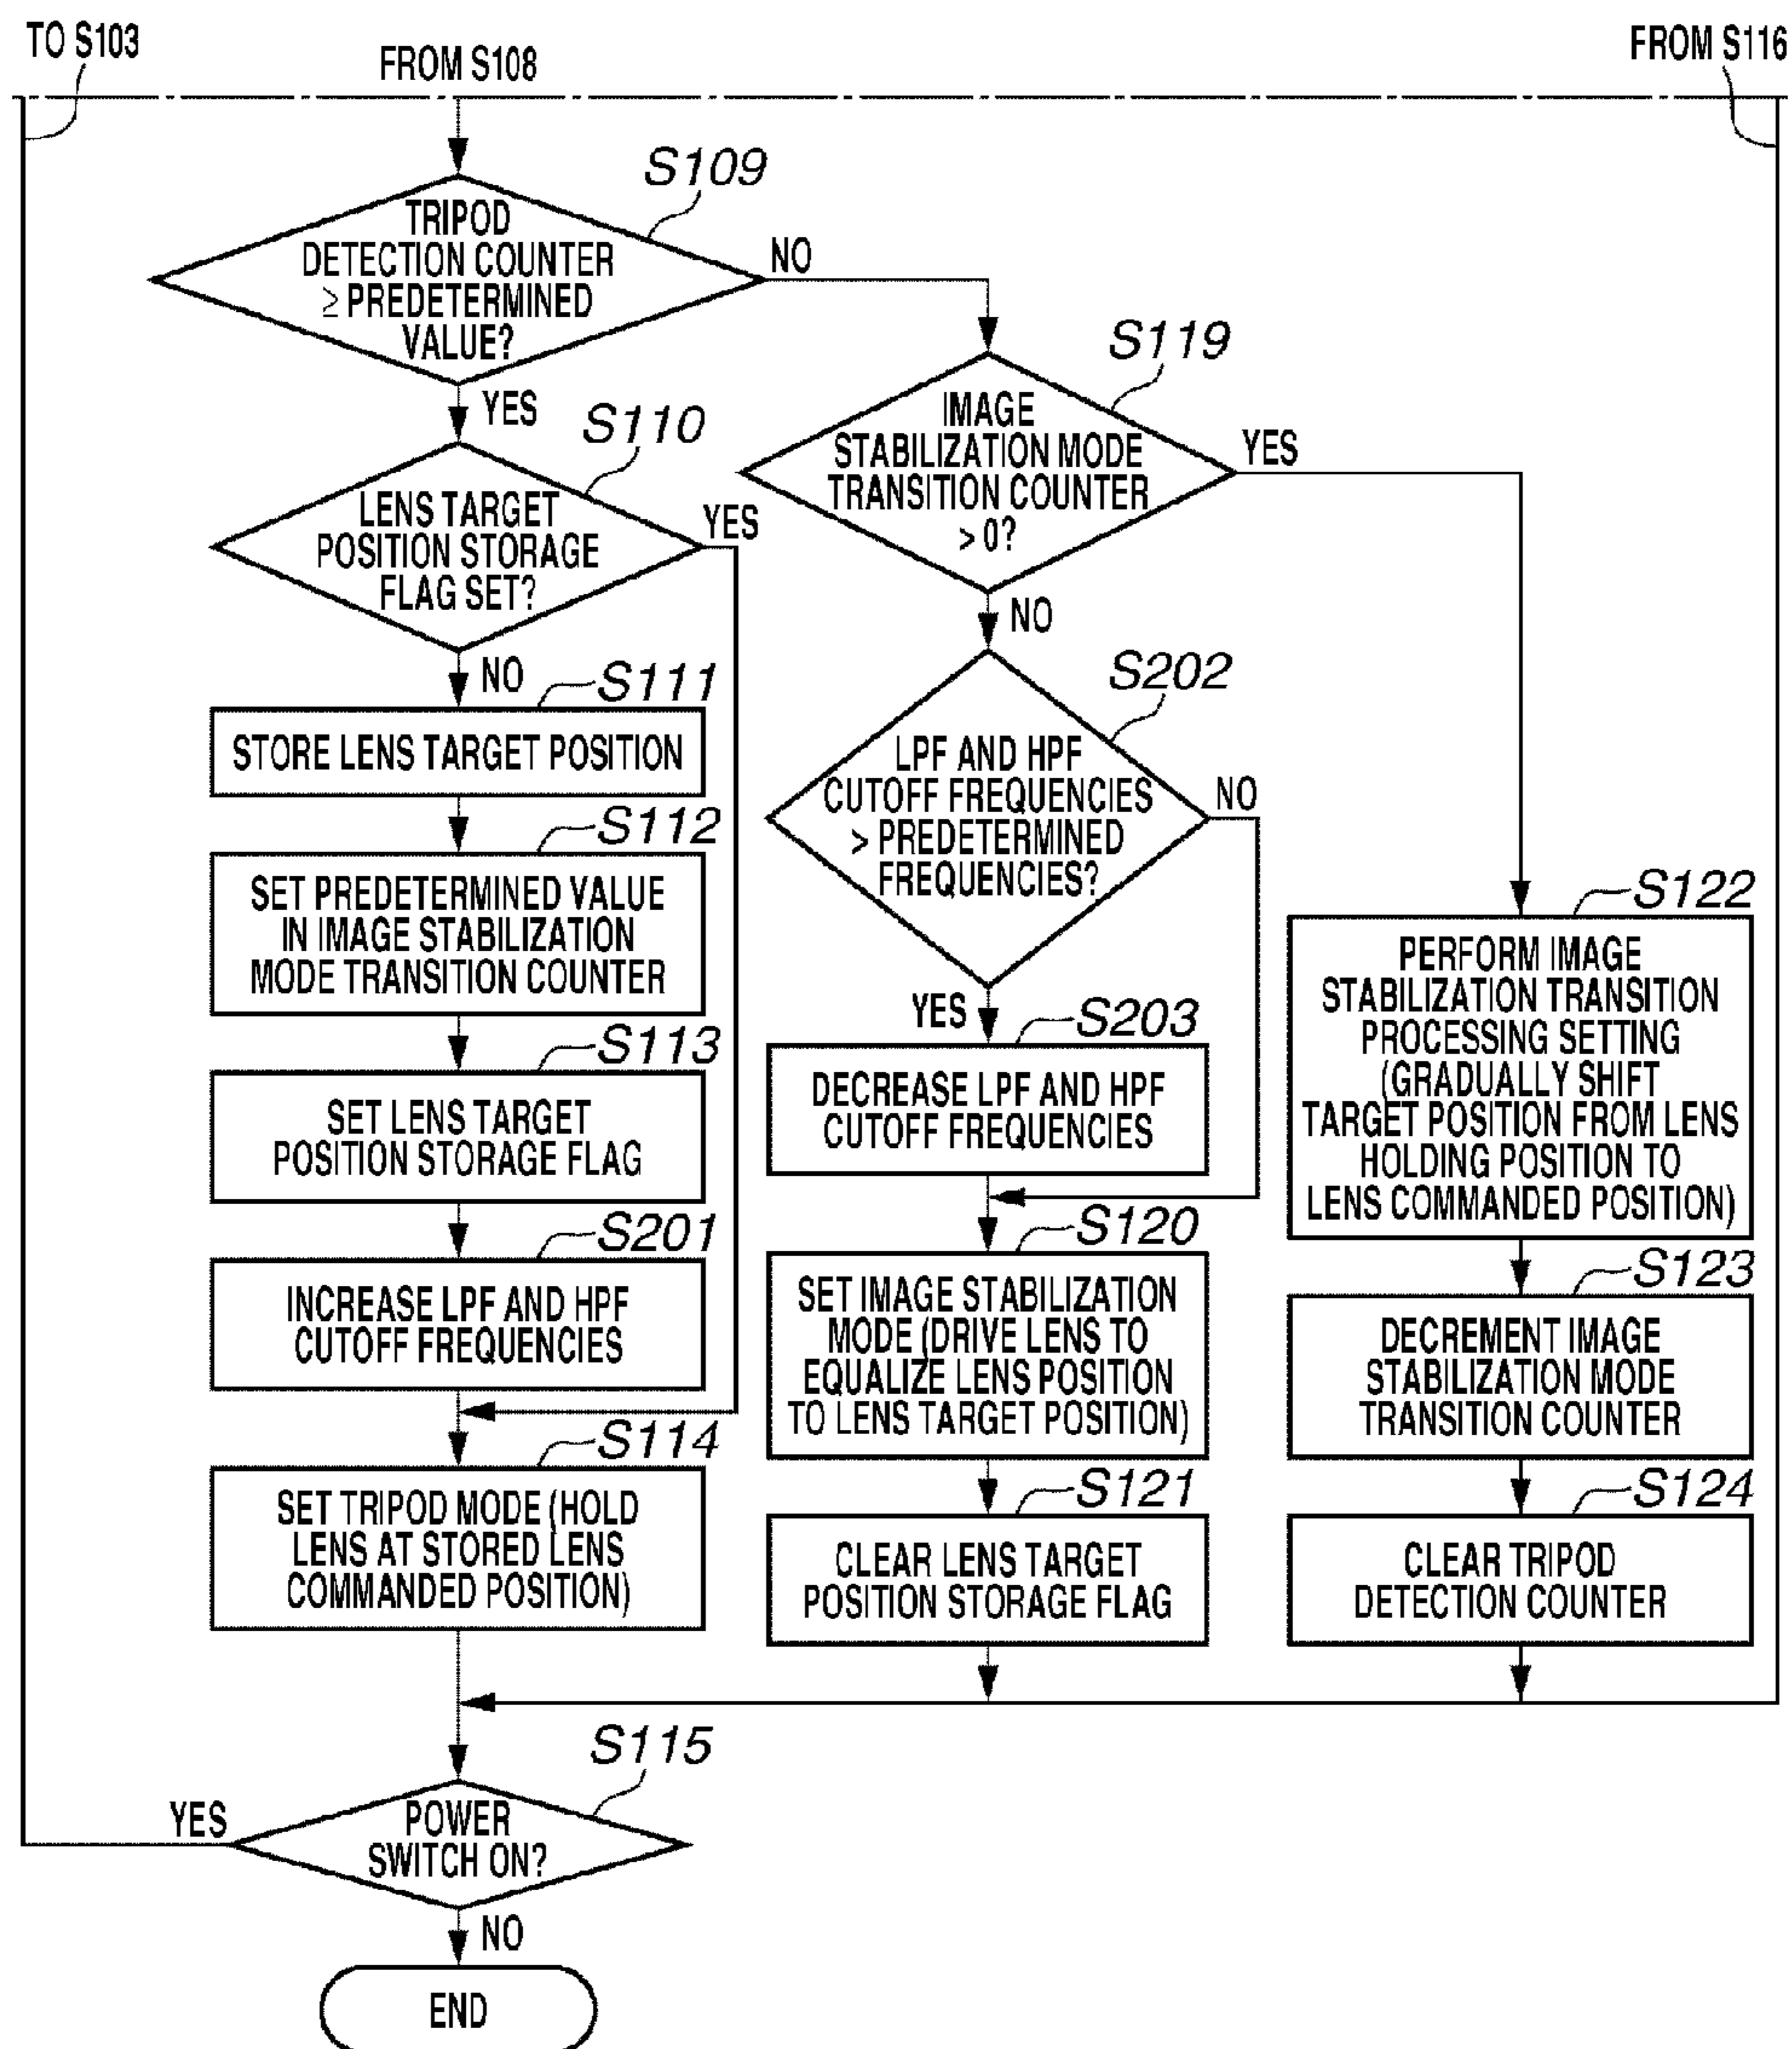 TO S103
FROM S108
FROM S116
S109
TRIPOD
DETECTION COUNTER
≥ PREDETERMINED
VALUE?
NO
YES
S119
IMAGE
STABILIZATION MODE
TRANSITION COUNTER
> 0?
YES
NO
S110
LENS TARGET
POSITION STORAGE
FLAG SET?
YES
NO
S111
STORE LENS TARGET POSITION
S112
SET PREDETERMINED VALUE
IN IMAGE STABILIZATION
MODE TRANSITION COUNTER
S113
SET LENS TARGET
POSITION STORAGE FLAG
S201
INCREASE LPF AND HPF
CUTOFF FREQUENCIES
S114
SET TRIPOD MODE (HOLD
LENS AT STORED LENS
COMMANDED POSITION)
S202
LPF AND HPF
CUTOFF FREQUENCIES
> PREDETERMINED
FREQUENCIES?
NO
YES
S203
DECREASE LPF AND HPF
CUTOFF FREQUENCIES
S120
SET IMAGE STABILIZATION
MODE (DRIVE LENS TO
EQUALIZE LENS POSITION
TO LENS TARGET POSITION)
S121
CLEAR LENS TARGET
POSITION STORAGE FLAG
S122
PERFORM IMAGE
STABILIZATION TRANSITION
PROCESSING SETTING
(GRADUALLY SHIFT
TARGET POSITION FROM LENS
HOLDING POSITION TO
LENS COMMANDED POSITION)
S123
DECREMENT IMAGE
STABILIZATION MODE
TRANSITION COUNTER
S124
CLEAR TRIPOD
DETECTION COUNTER
S115
POWER
SWITCH ON?
YES
NO
END